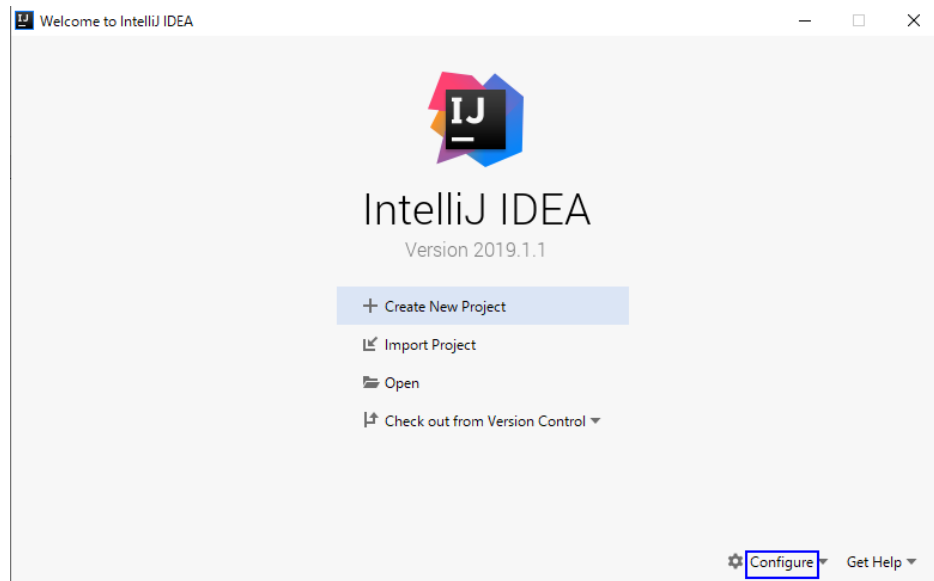 Welcome to IntelliJ IDEA
IJ
IntelliJ IDEA
Version 2019.1.1
Create New Project
Import Project
Open
Check out from Version Control
Configure
Get Help